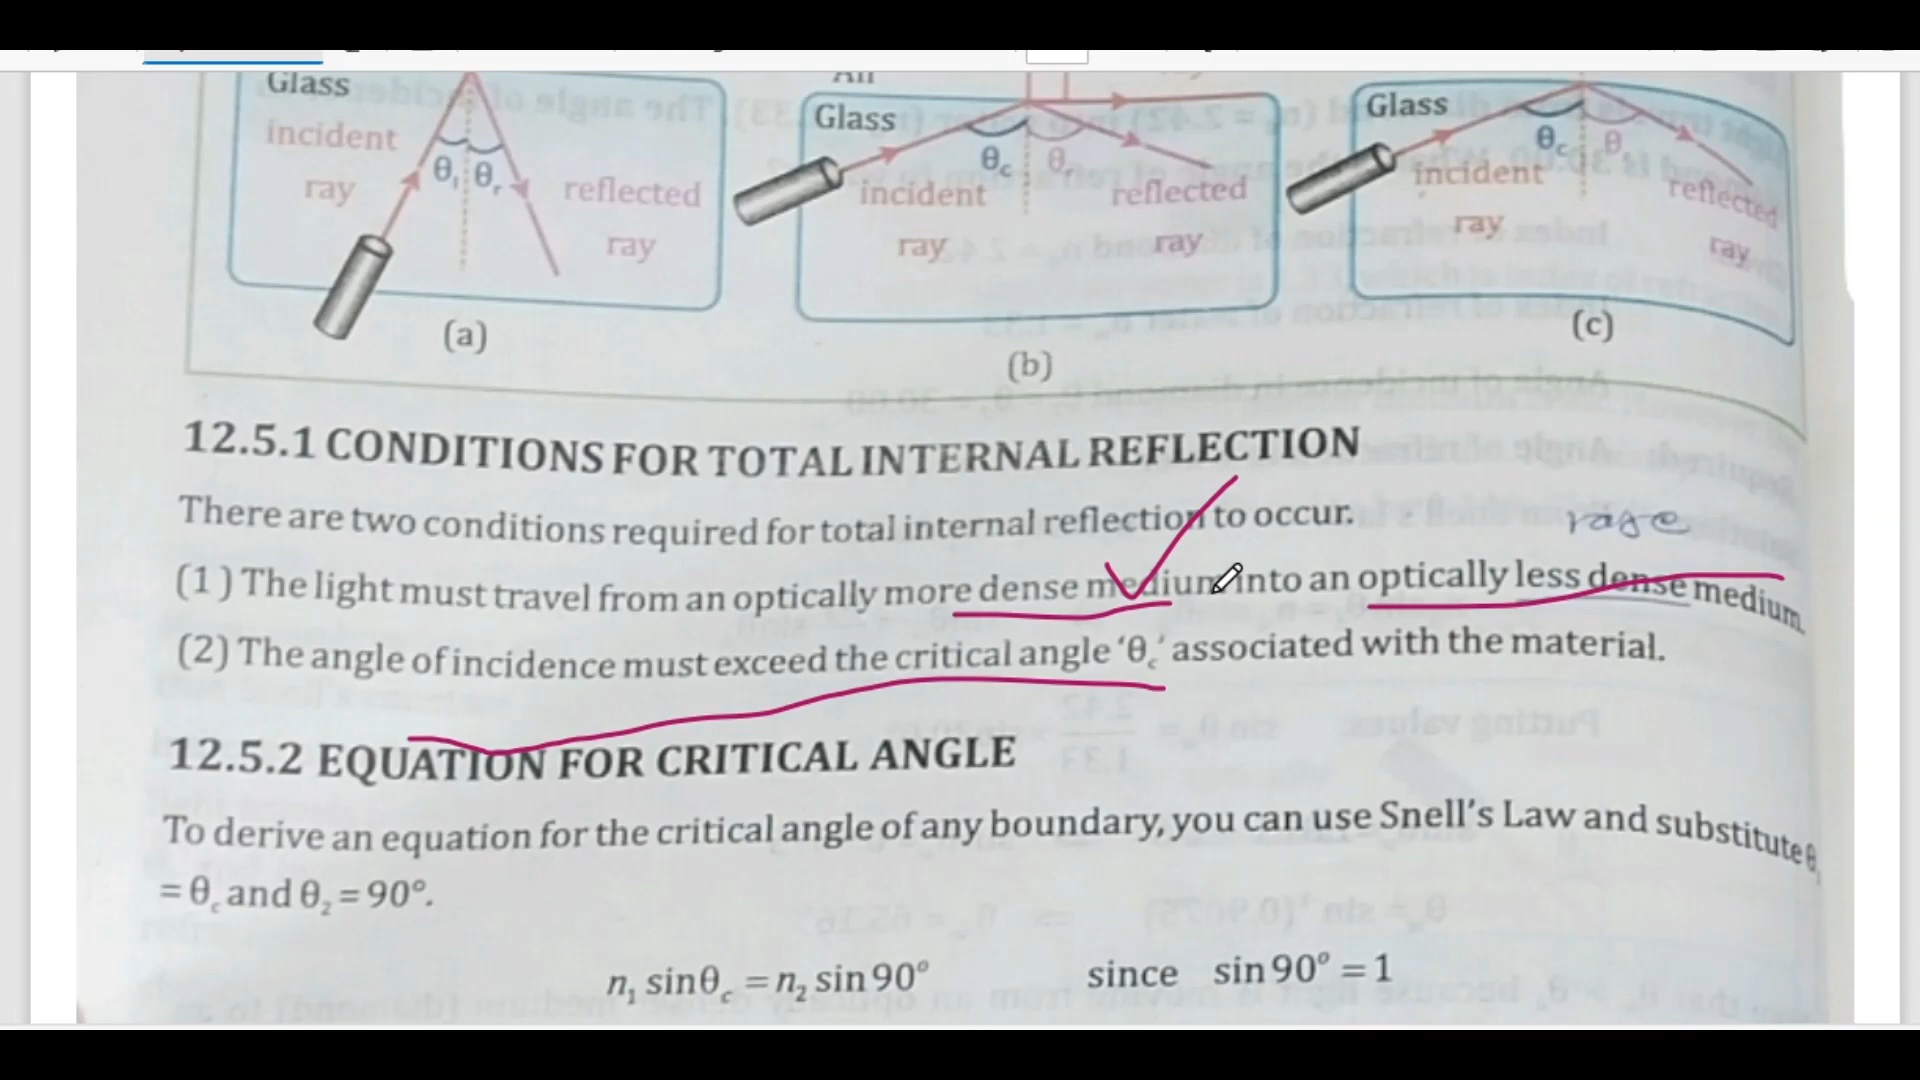 Glass
incident
ray
θi θr
reflected
ray
(a)
Glass
θc θr
incident
ray
reflected
ray
(b)
Glass
θc θ
incident
ray
reflected
ray
(c)
12.5.1 CONDITIONS FOR TOTAL INTERNAL REFLECTION
There are two conditions required for total internal reflection to occur.
rase
(1) The light must travel from an optically more dense medium into an optically less dense medium.
(2) The angle of incidence must exceed the critical angle ‘θc’ associated with the material.
12.5.2 EQUATION FOR CRITICAL ANGLE
To derive an equation for the critical angle of any boundary, you can use Snell's Law and substitute θ1
= θc and θ2 = 90°.
n1 sinθc = n2 sin 90° since sin 90° = 1